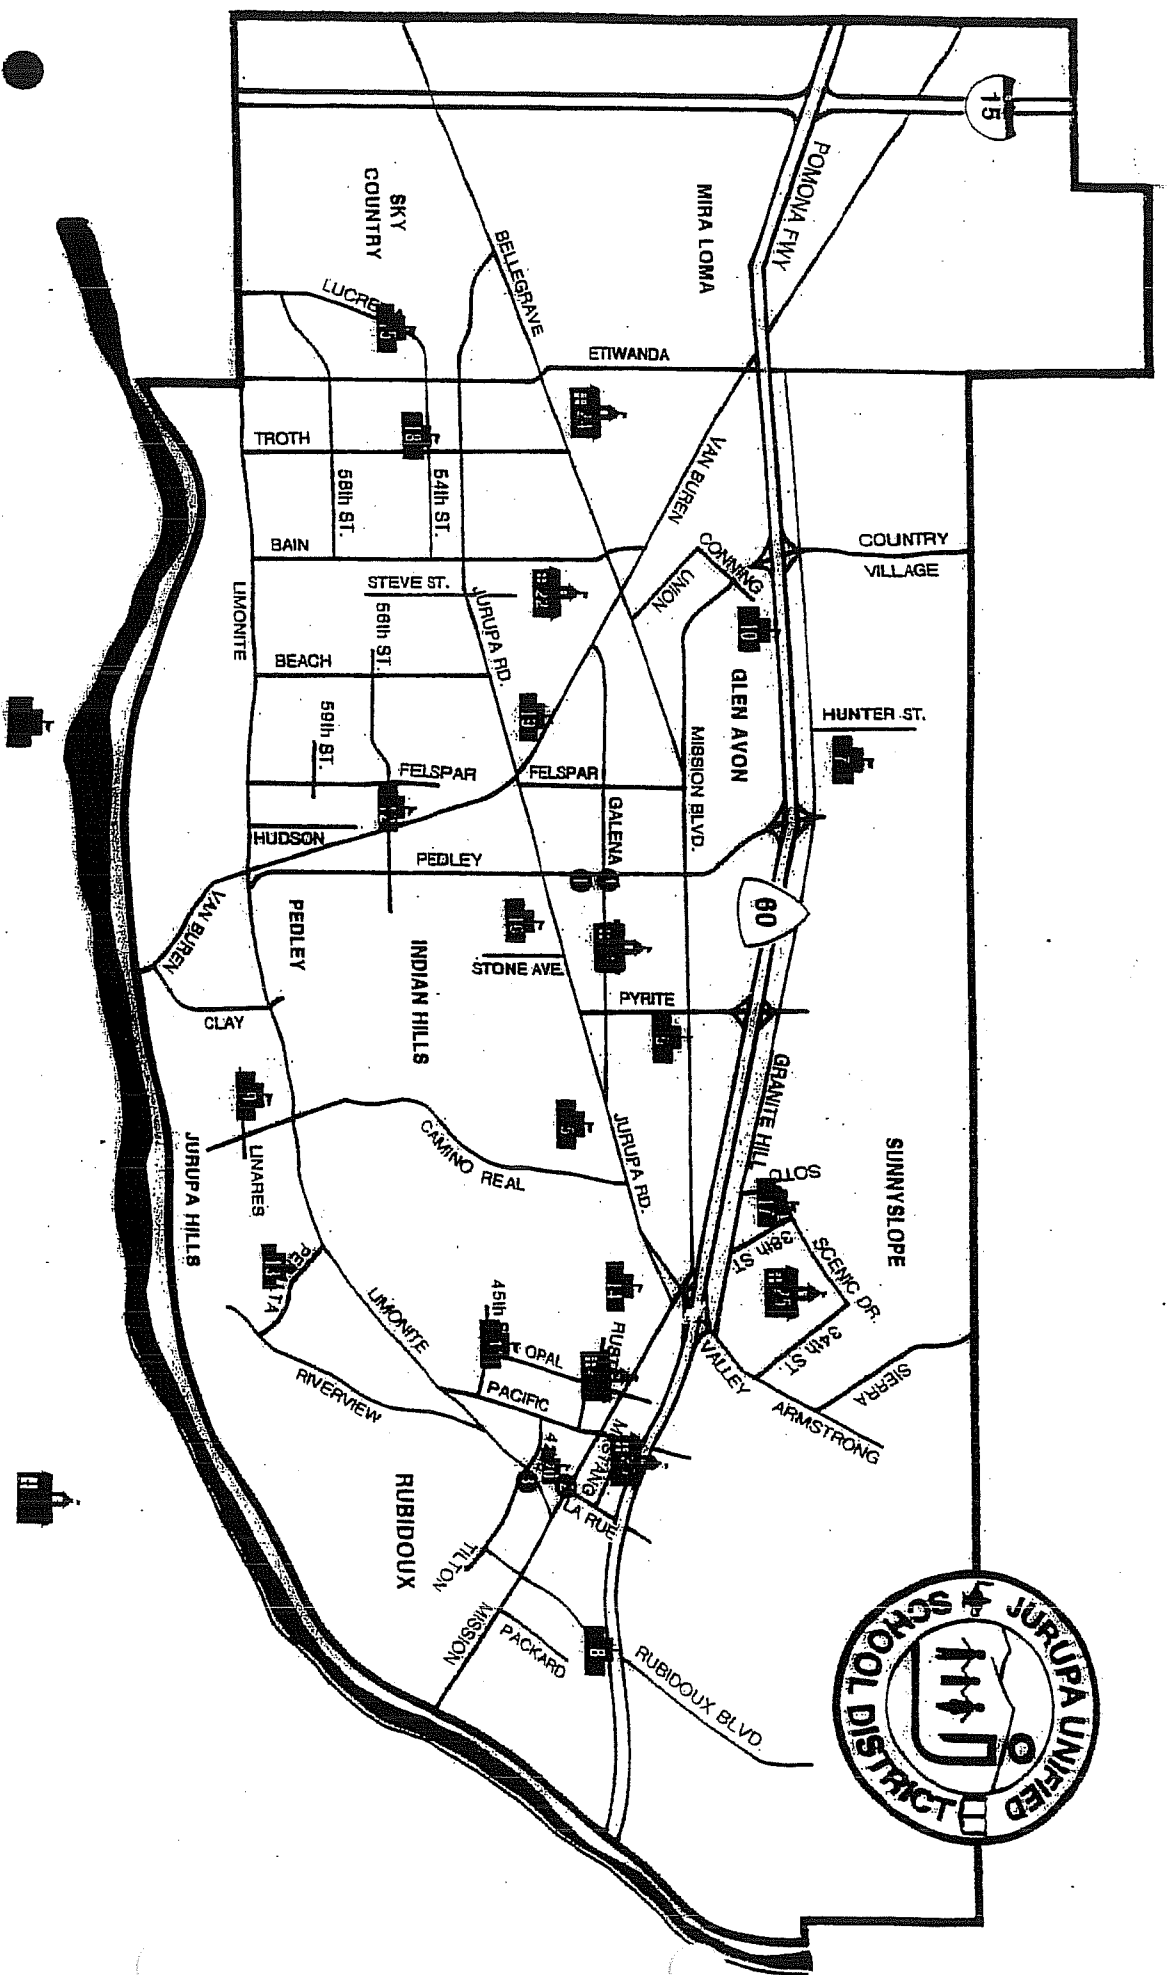 JURUPA UNIFIED
SCHOOL DISTRICT
15
POMONA FWY
MIRA LOMA
SKY
COUNTRY
BELLEGRAVE
ETIWANDA
TROTH
18
58th ST.
54th ST.
VAN BUREN
COUNTRY
VILLAGE
CONNING
UNION
BAIN
STEVE ST.
LIMONITE
56th ST.
JURUPA RD.
BEACH
10
GLEN AVON
HUNTER ST.
7
59th ST.
FELSPAR
FELSPAR
MISSION BLVD.
GALENA
HUDSON
PEDLEY
60
VAN BUREN
PEDLEY
INDIAN HILLS
STONE AVE.
PYRITE
CLAY
GRANITE HILL
SUNNYSLOPE
CAMINO REAL
JURUPA RD.
LINARES
JURUPA HILLS
SOTO
38th ST.
SCENIC DR.
34th ST.
SIERRA
VALLEY
ARMSTRONG
LIMONITE
45th
OPAL
PACIFIC
RIVERVIEW
LA RUE
RUBIDOUX
TILTON
MISSION
PACKARD
8
RUBIDOUX BLVD.